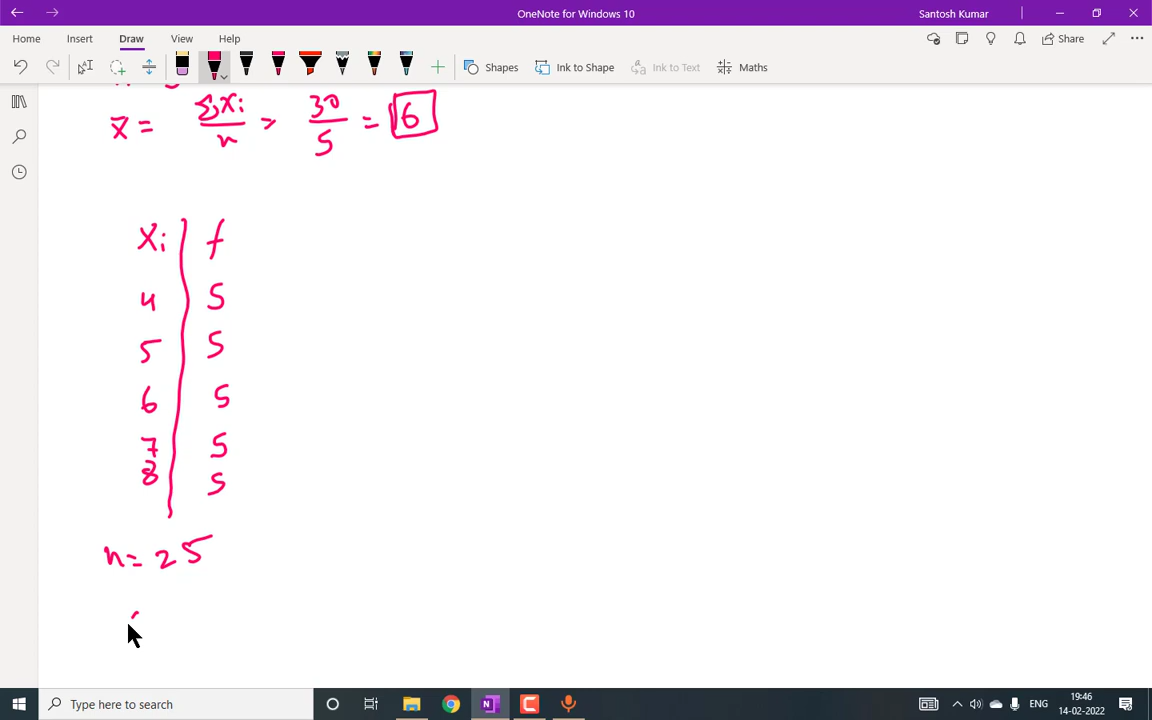 OneNote for Windows 10
Santosh Kumar
Home Insert Draw View Help
Share
Shapes Ink to Shape Ink to Text Maths
x̄ = Σxi/n > 30/5 = 6
Xi f
4 5
5 5
6 5
7 5
8 5
n = 25
Type here to search
ENG
19:46
14-02-2022